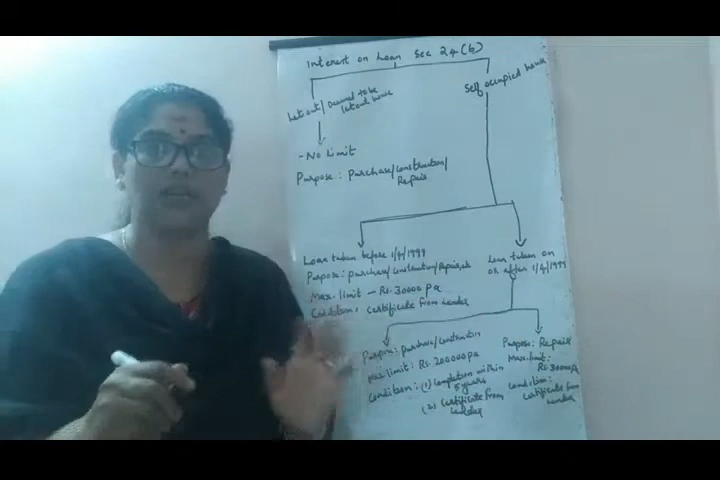 Interest on Loan Sec 24(b)
Let out / Deemed to be
let out house
Self occupied house
- No Limit
Purpose : Purchase/construction/
Repair
Loan taken before 1/4/1999
Purpose : purchase/construction/Repair, etc
Max. limit - Rs. 30000 Pa
Condition : certificate from lender
Loan taken on
or after 1/4/1999
Purpose : purchase/construction
Max limit : Rs. 200000 pa
Condition : (1) Completion within
5 years
(2) certificate from
lender
Purpose : Repair
Max. limit :
Rs. 30000 Pa
condition :
certificate from
lender